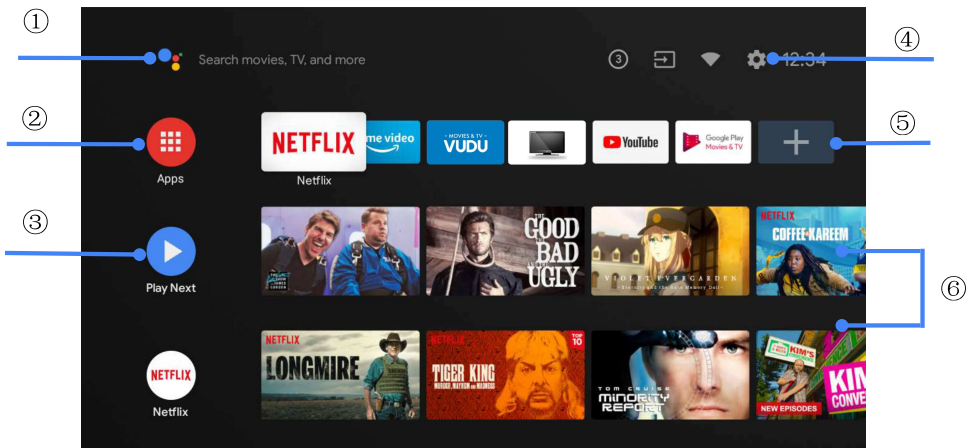 ①
②
③
④
⑤
⑥
Search movies, TV, and more
3
12:34
NETFLIX
me video
- MOVIES & TV -
VUDU
YouTube
Google Play
Movies & TV
Apps
Netflix
Play Next
THE
GOOD
BAD
UGLY
VIOLET EVERGARDEN
NETFLIX
COFFEE & KAREEM
NETFLIX
Netflix
NETFLIX
LONGMIRE
NETFLIX
TOP
10
TIGER KING
MURDER, MAYHEM AND MADNESS
TOM CRUISE
MINORITY
REPORT
KIM'S
NEW EPISODES
KIM
CONVE